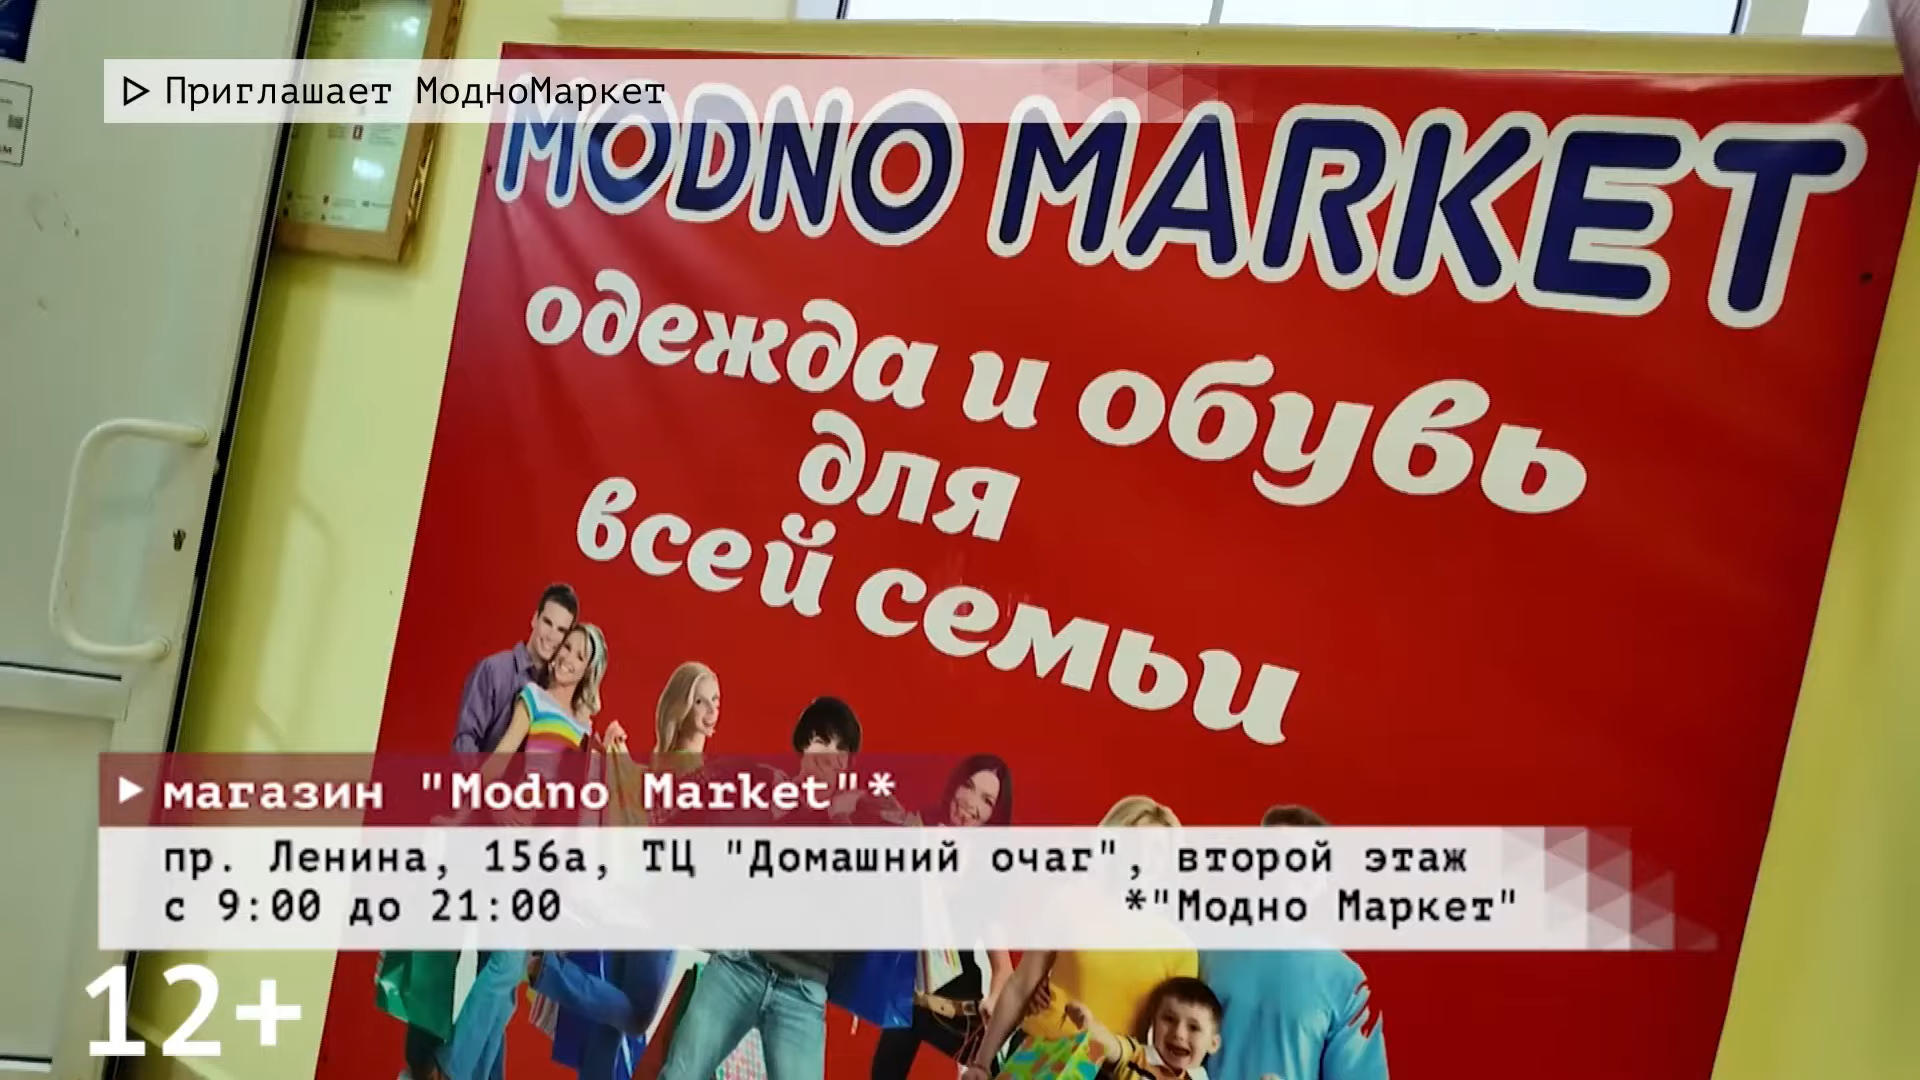 Приглашает МодноМаркет
MODNO MARKET
одежда и обувь
для
всей семьи
магазин "Modno Market"*
пр. Ленина, 156а, ТЦ "Домашний очаг", второй этаж
с 9:00 до 21:00 *"Модно Маркет"
12+